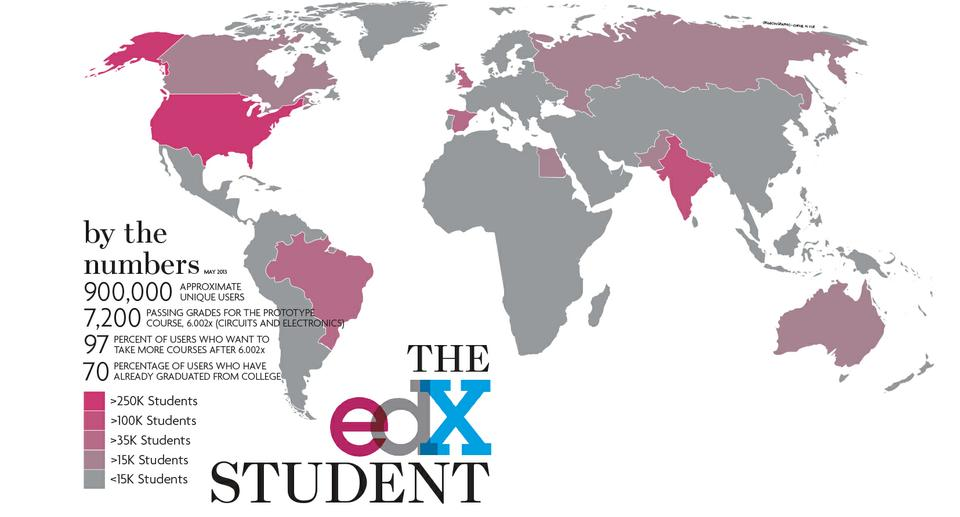 by the
numbers MAY 2013
900,000 APPROXIMATE
UNIQUE USERS
7,200 PASSING GRADES FOR THE PROTOTYPE
COURSE, 6.002x (CIRCUITS AND ELECTRONICS)
97 PERCENT OF USERS WHO WANT TO
TAKE MORE COURSES AFTER 6.002x
70 PERCENTAGE OF USERS WHO HAVE
ALREADY GRADUATED FROM COLLEGE
>250K Students
>100K Students
>35K Students
>15K Students
<15K Students
THE
edX
STUDENT